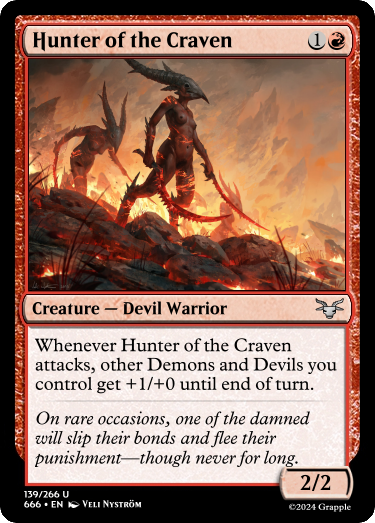 Hunter of the Craven 1
Creature — Devil Warrior
Whenever Hunter of the Craven
attacks, other Demons and Devils you
control get +1/+0 until end of turn.
On rare occasions, one of the damned
will slip their bonds and flee their
punishment—though never for long.
2/2
139/266 U
666 • EN Veli Nyström
©2024 Grapple